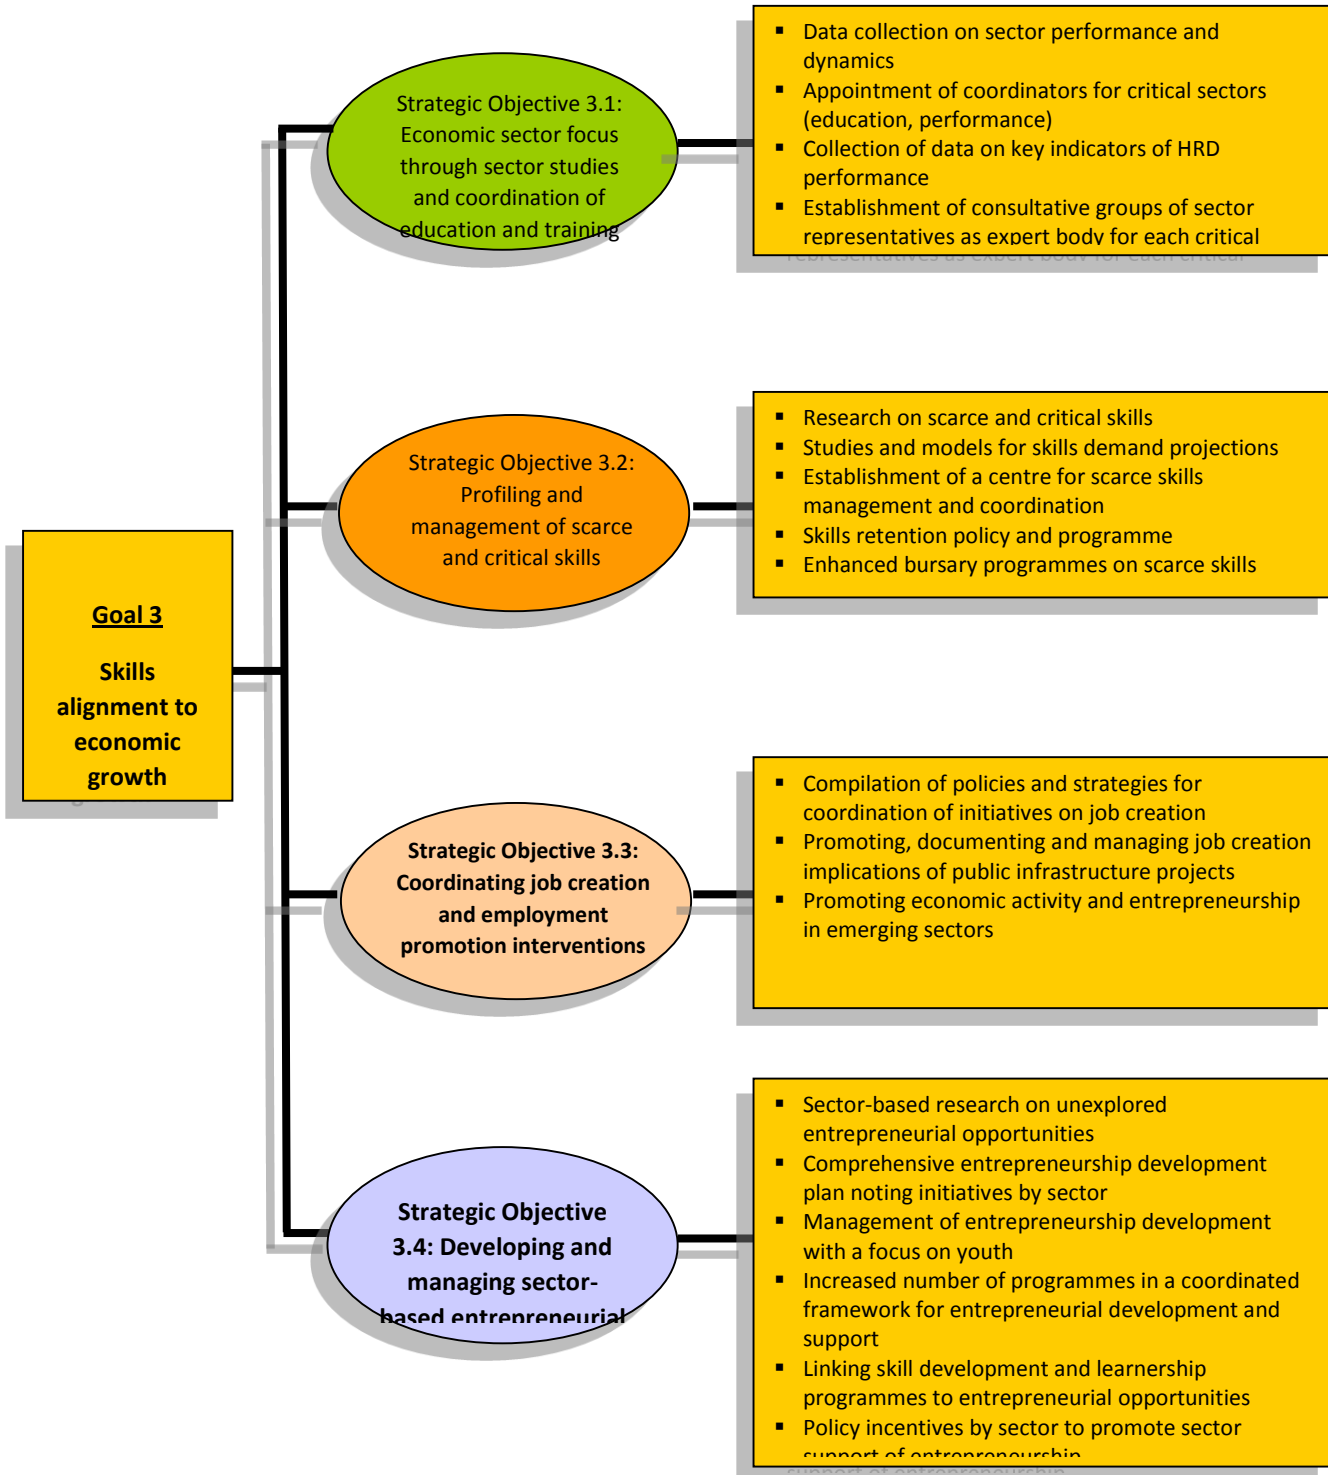 Goal 3
Skills
alignment to
economic
growth
Strategic Objective 3.1:
Economic sector focus
through sector studies
and coordination of
education and training
▪ Data collection on sector performance and
dynamics
▪ Appointment of coordinators for critical sectors
(education, performance)
▪ Collection of data on key indicators of HRD
performance
▪ Establishment of consultative groups of sector
representatives as expert body for each critical
Strategic Objective 3.2:
Profiling and
management of scarce
and critical skills
▪ Research on scarce and critical skills
▪ Studies and models for skills demand projections
▪ Establishment of a centre for scarce skills
management and coordination
▪ Skills retention policy and programme
▪ Enhanced bursary programmes on scarce skills
Strategic Objective 3.3:
Coordinating job creation
and employment
promotion interventions
▪ Compilation of policies and strategies for
coordination of initiatives on job creation
▪ Promoting, documenting and managing job creation
implications of public infrastructure projects
▪ Promoting economic activity and entrepreneurship
in emerging sectors
Strategic Objective
3.4: Developing and
managing sector-
based entrepreneurial
▪ Sector-based research on unexplored
entrepreneurial opportunities
▪ Comprehensive entrepreneurship development
plan noting initiatives by sector
▪ Management of entrepreneurship development
with a focus on youth
▪ Increased number of programmes in a coordinated
framework for entrepreneurial development and
support
▪ Linking skill development and learnership
programmes to entrepreneurial opportunities
▪ Policy incentives by sector to promote sector
support of entrepreneurship